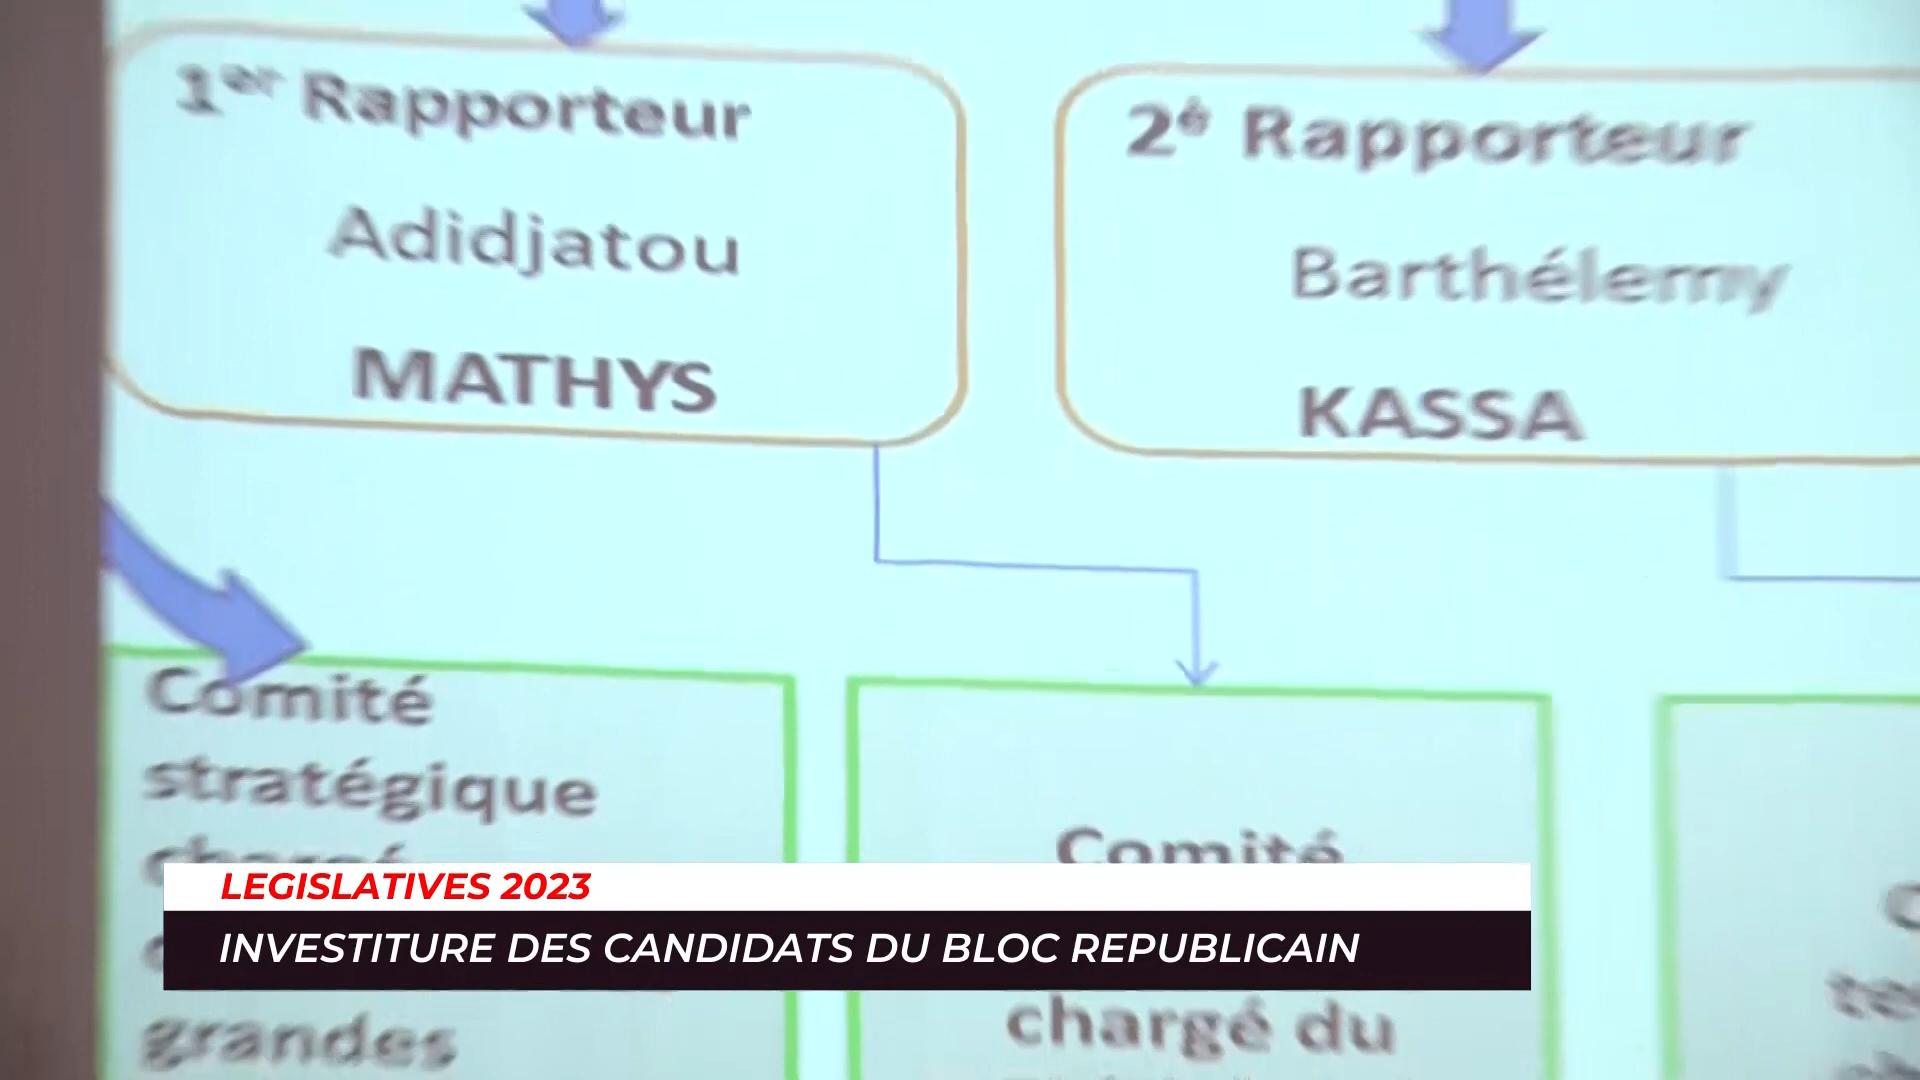 1er Rapporteur
Adidjatou
MATHYS
2è Rapporteur
Barthélemy
KASSA
Comité
stratégique
chargé
grandes
Comité
chargé du
LEGISLATIVES 2023
INVESTITURE DES CANDIDATS DU BLOC REPUBLICAIN